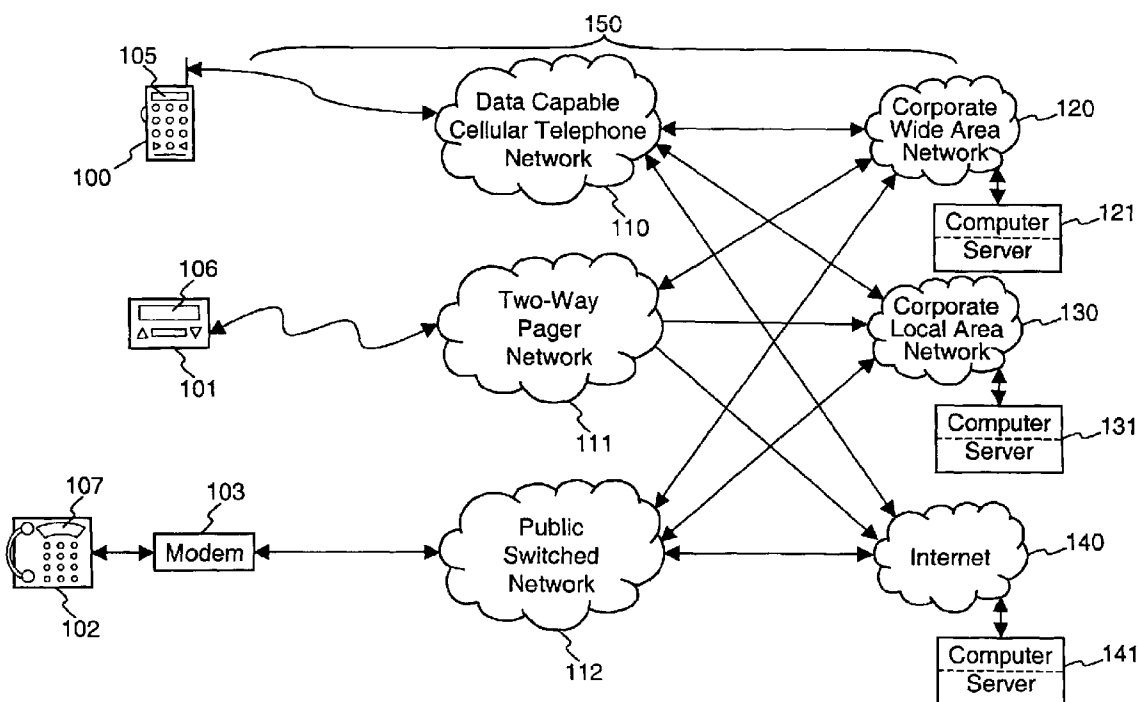 150
105
100
Data Capable
Cellular Telephone
Network
110
Corporate
Wide Area
Network
120
Computer
Server
121
106
101
Two-Way
Pager
Network
111
Corporate
Local Area
Network
130
Computer
Server
131
107
102
103
Modem
Public
Switched
Network
112
Internet
140
Computer
Server
141